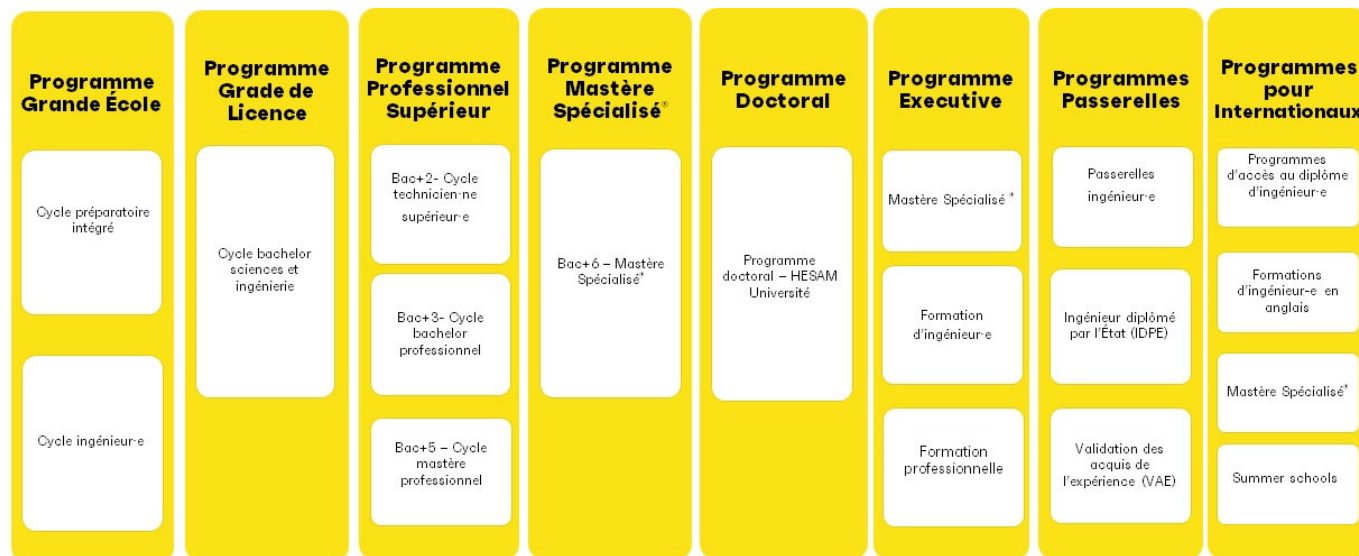 Programme
Grande École
Cycle préparatoire
intégré
Cycle ingénieur·e
Programme
Grade de
Licence
Cycle bachelor
sciences et
ingénierie
Programme
Professionnel
Supérieur
Bac+2- Cycle
technicien·ne
supérieur·e
Bac+3- Cycle
bachelor
professionnel
Bac+5 – Cycle
mastère
professionnel
Programme
Mastère
Spécialisé®
Bac+6 – Mastère
Spécialisé®
Programme
Doctoral
Programme
doctoral – HESAM
Université
Programme
Executive
Mastère Spécialisé ®
Formation
d'ingénieur·e
Formation
professionnelle
Programmes
Passerelles
Passerelles
ingénieur·e
Ingénieur diplômé
par l'État (IDPE)
Validation des
acquis de
l'expérience (VAE)
Programmes
pour
Internationaux
Programmes
d'accès au diplôme
d'ingénieur·e
Formations
d'ingénieur-e en
anglais
Mastère Spécialisé®
Summer schools